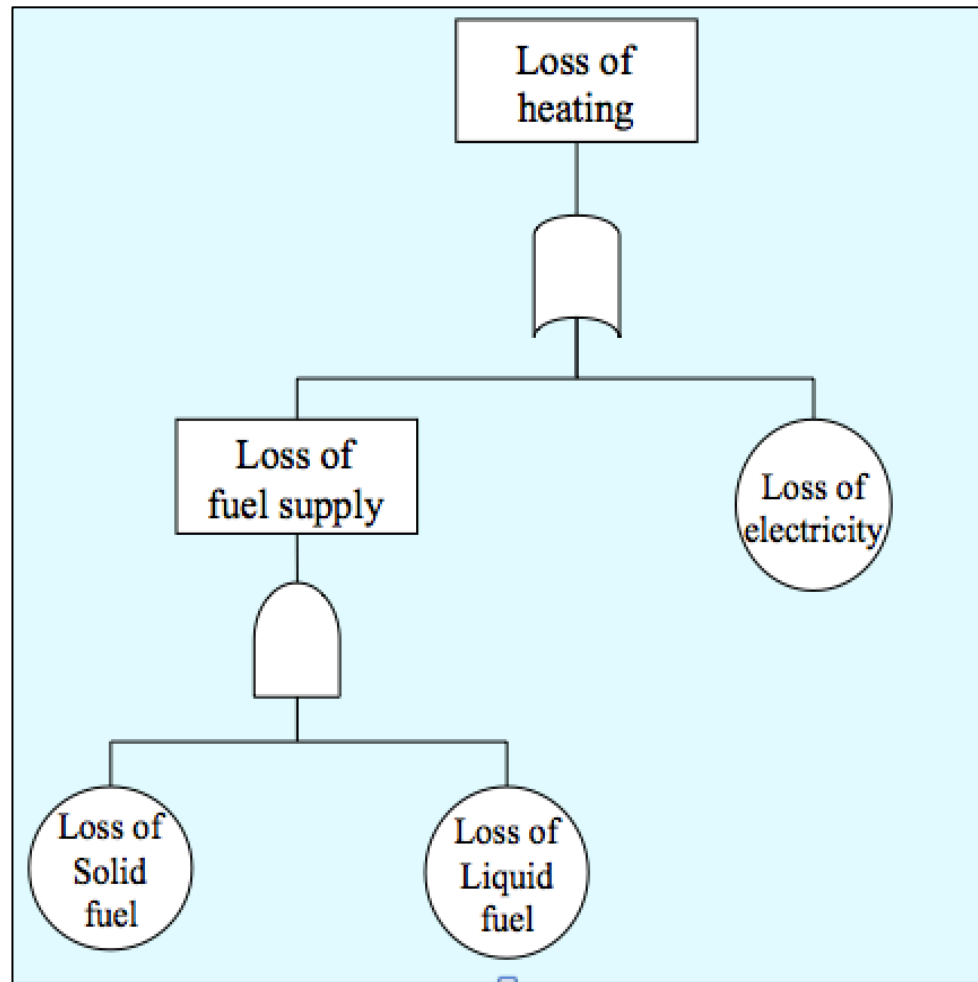 Loss of
heating
Loss of
fuel supply
Loss of
electricity
Loss of
Solid
fuel
Loss of
Liquid
fuel